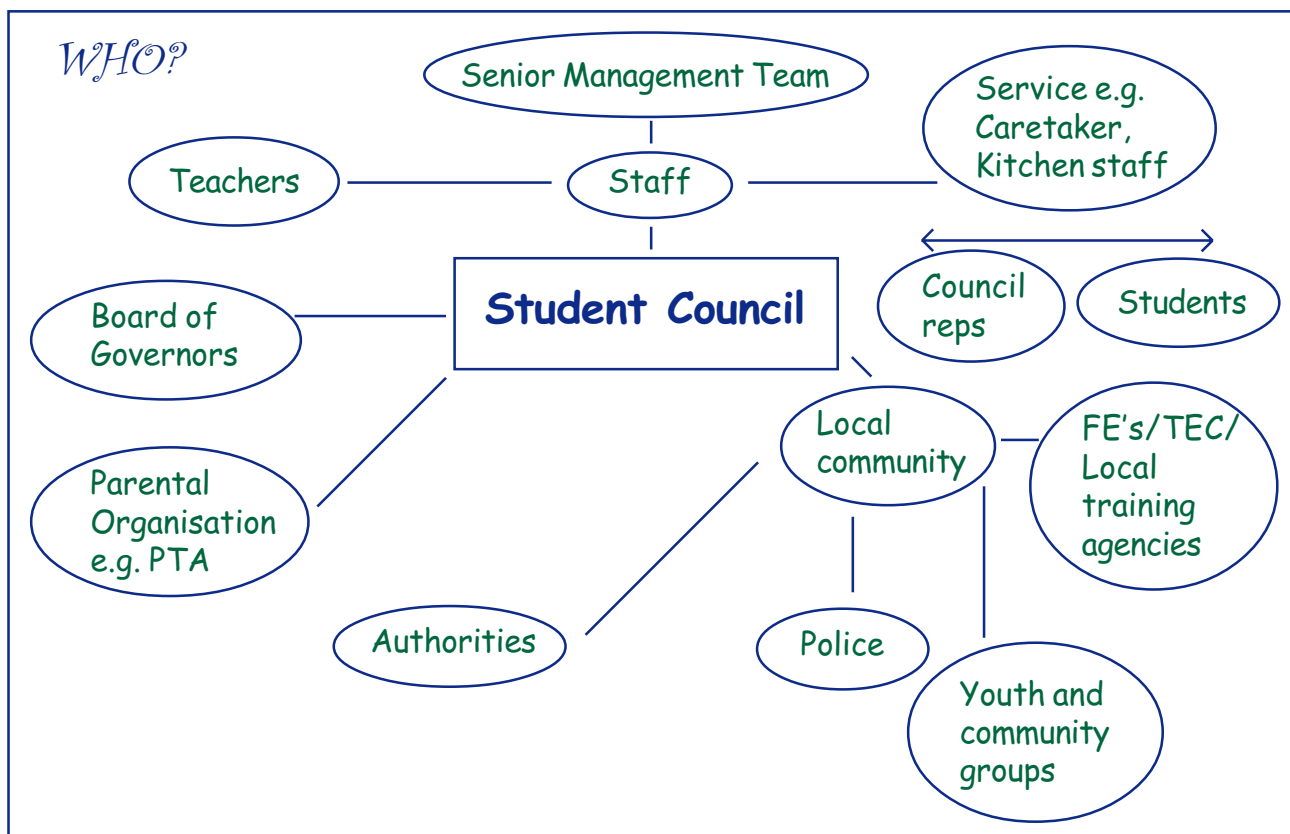 WHO?
Senior Management Team
Service e.g.
Caretaker,
Kitchen staff
Teachers
Staff
Student Council
Council
reps
Students
Board of
Governors
Local
community
FE's/TEC/
Local
training
agencies
Parental
Organisation
e.g. PTA
Authorities
Police
Youth and
community
groups